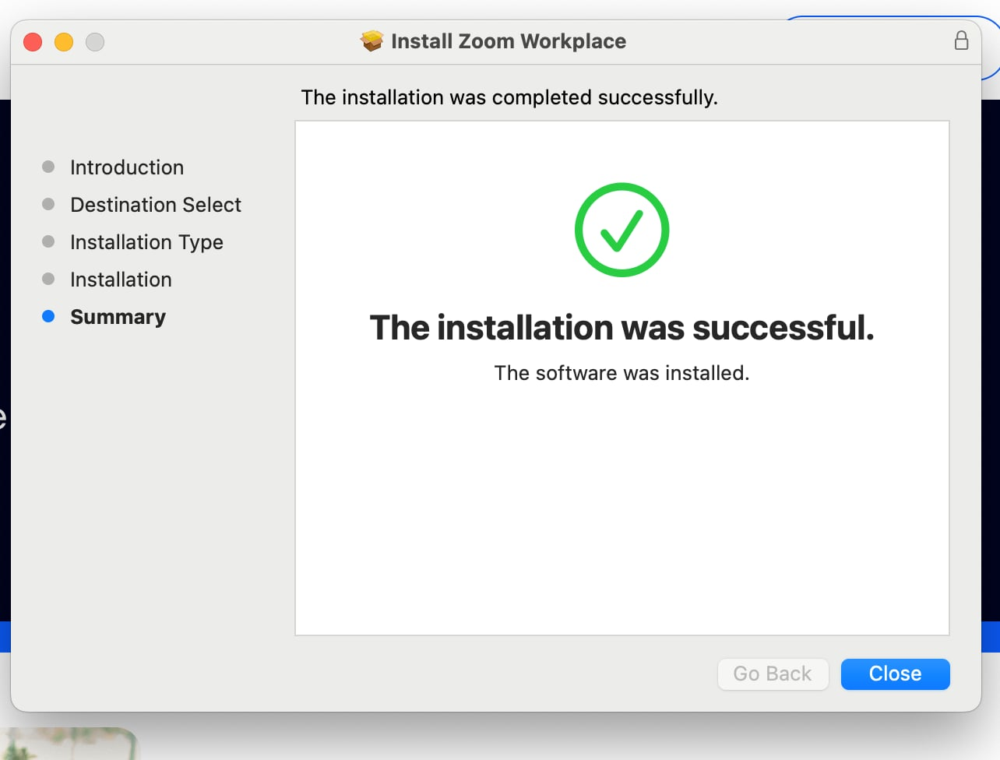 Install Zoom Workplace
The installation was completed successfully.
Introduction
Destination Select
Installation Type
Installation
Summary
The installation was successful.
The software was installed.
e
Go Back
Close